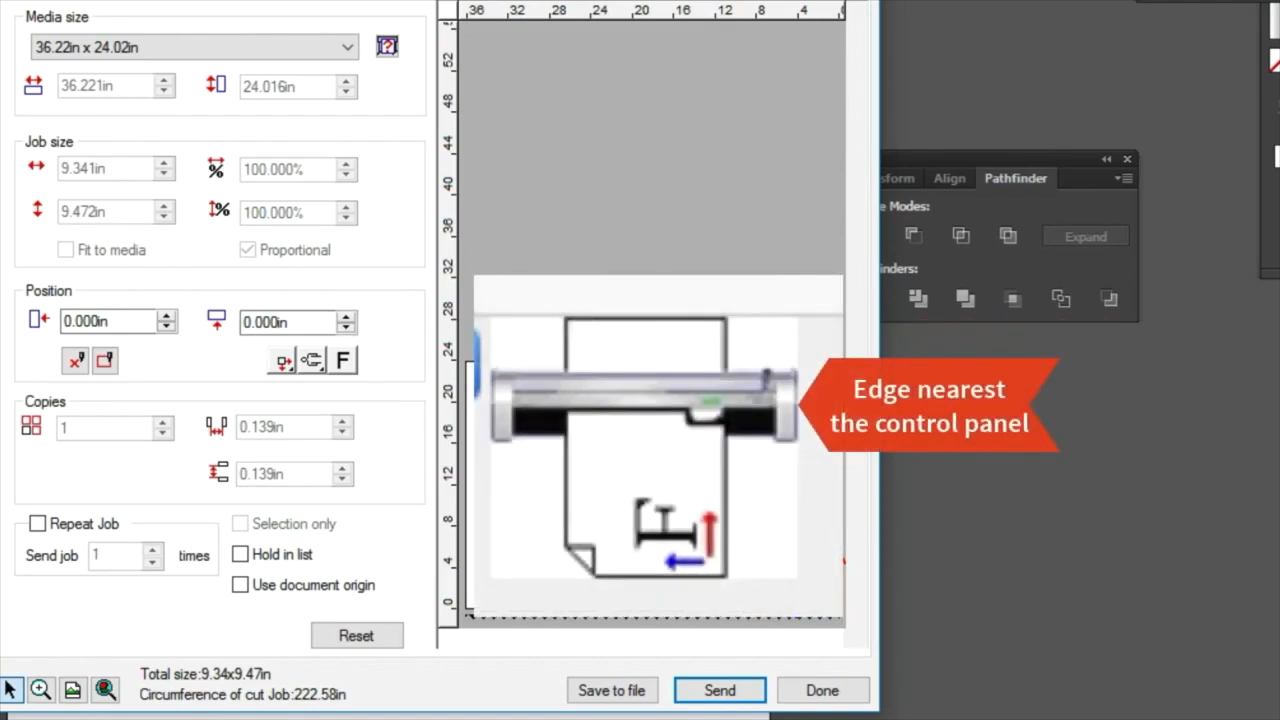 Media size
36.22in x 24.02in
36.221in
24.016in
Job size
9.341in
100.000%
9.472in
100.000%
Fit to media
Proportional
Position
0.000in
0.000in
F
Copies
1
0.139in
0.139in
Repeat Job
Send job 1 times
Selection only
Hold in list
Use document origin
Reset
Total size:9.34x9.47in
Circumference of cut Job:222.58in
Save to file
Send
Done
36 32 28 24 20 16 12 8 4 0
52
48
44
40
36
32
28
24
20
16
12
8
4
0
F
Edge nearest
the control panel
sform Align Pathfinder
e Modes:
Expand
inders: